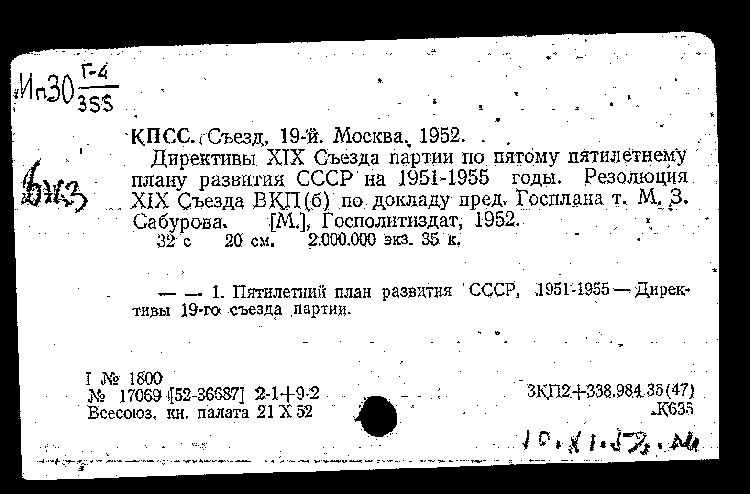 Ип30 Г-4
355
КПСС. Съезд, 19-й. Москва, 1952.
Директивы XIX Съезда партии по пятому пятилетнему
плану развития СССР на 1951-1955 годы. Резолюция
XIX Съезда ВКП(б) по докладу пред. Госплана т. М. З.
Сабурова. [М.], Госполитиздат, 1952.
32 с 20 см. 2.000.000 экз. 35 к.
— — 1. Пятилетний план развития СССР, 1951-1955 — Дирек-
тивы 19-го съезда партии.
I № 1800
№ 17069 [52-36687] 2-1+9-2
Всесоюз. кн. палата 21 X 52
ЗКП2+338.984.35(47)
К635